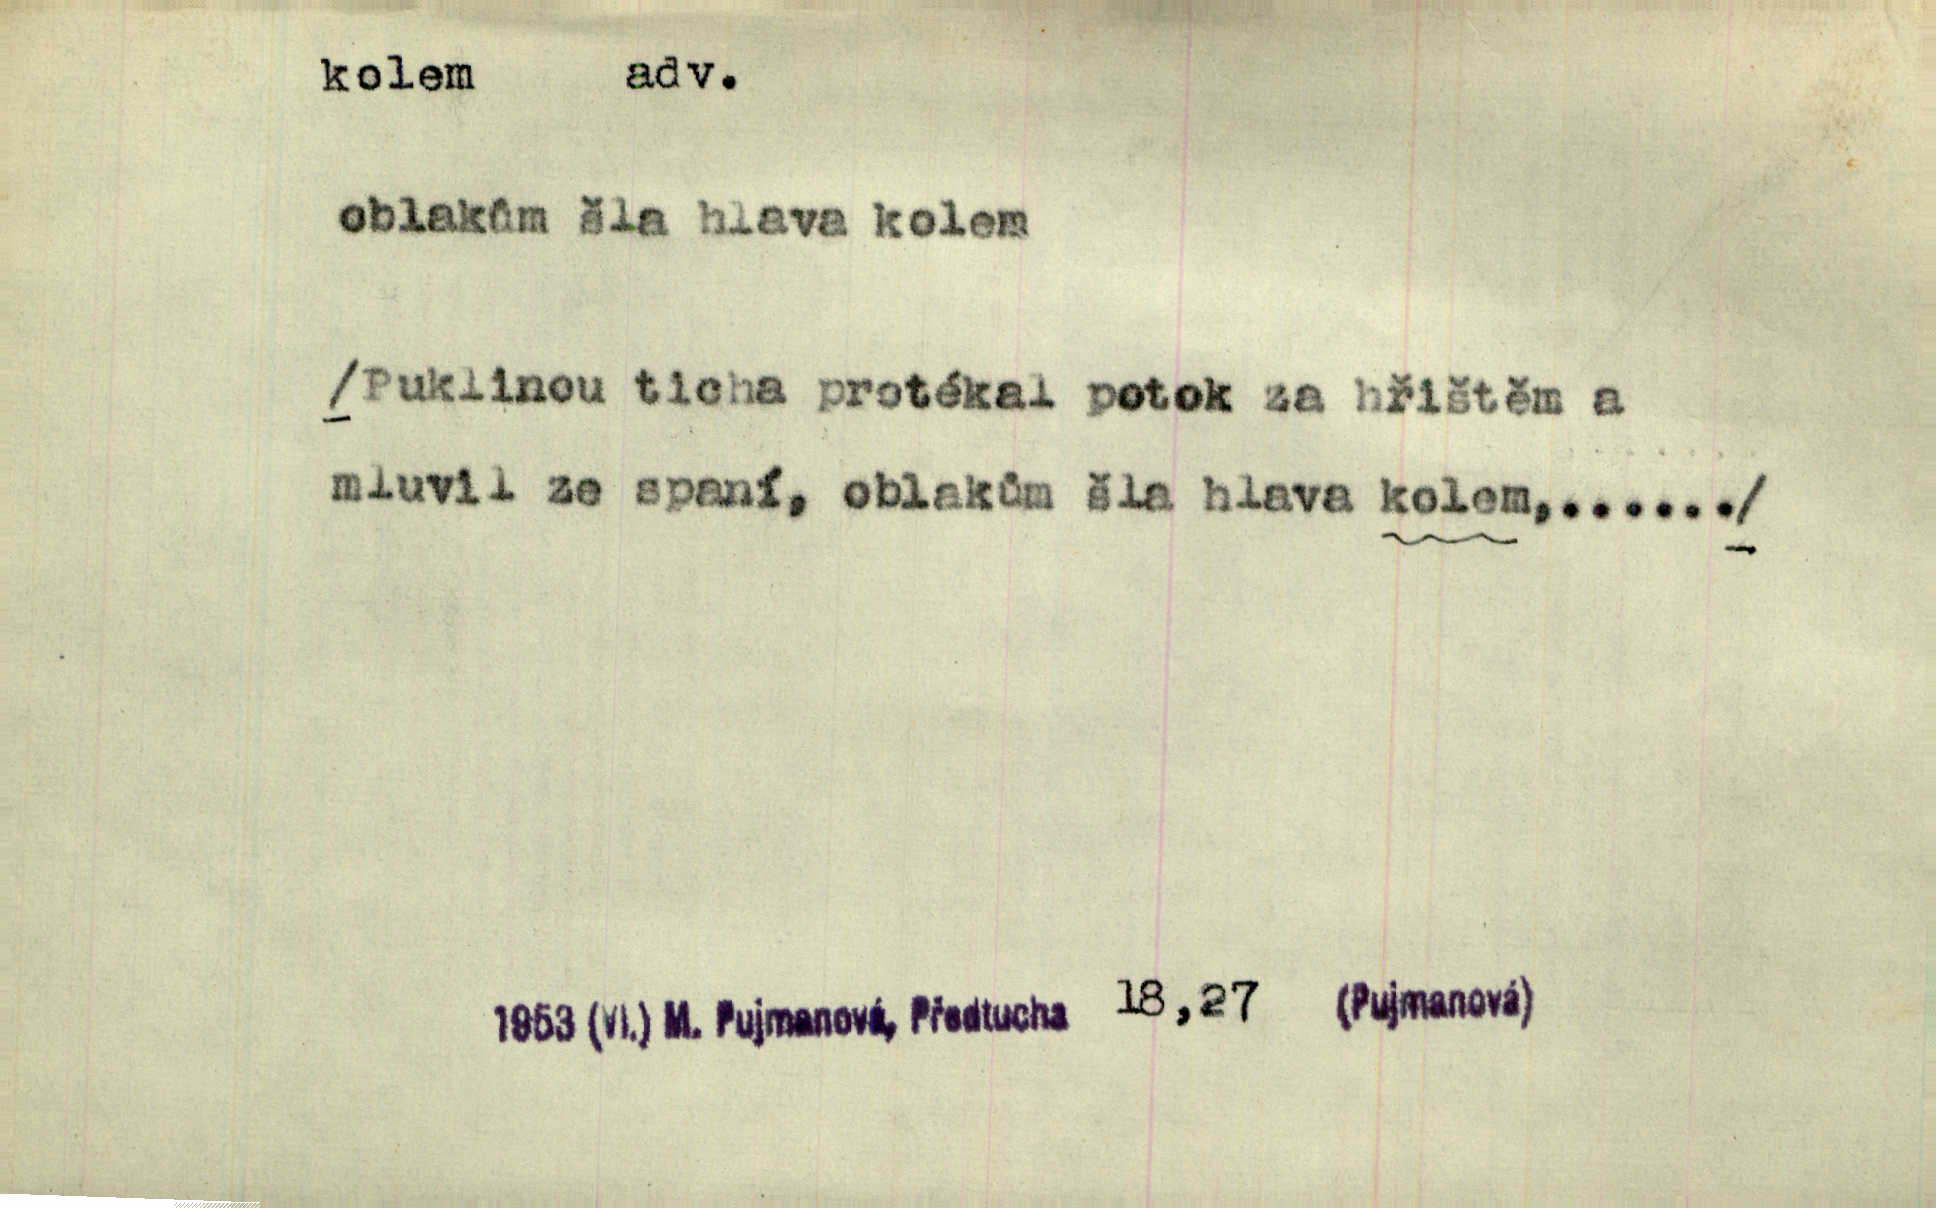 kolem adv.
oblakům šla hlava kolem
/Puklinou ticha protékal potok za hřištěm a
mluvil ze spaní, oblakům šla hlava kolem,....../
1953 (VI.) M. Pujmanová, Předtucha 18,27 (Pujmanová)